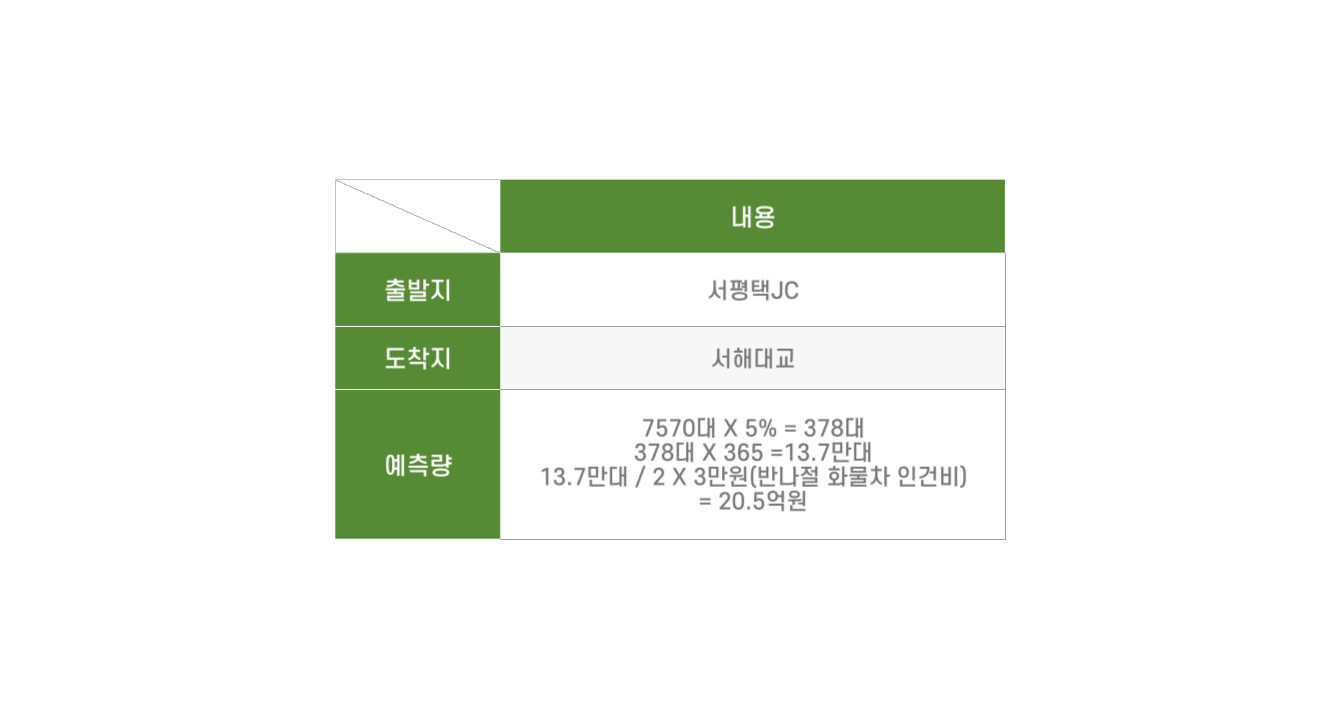 내용
출발지
서평택JC
도착지
서해대교
예측량
7570대 X 5% = 378대
378대 X 365 =13.7만대
13.7만대 / 2 X 3만원(반나절 화물차 인건비)
= 20.5억원